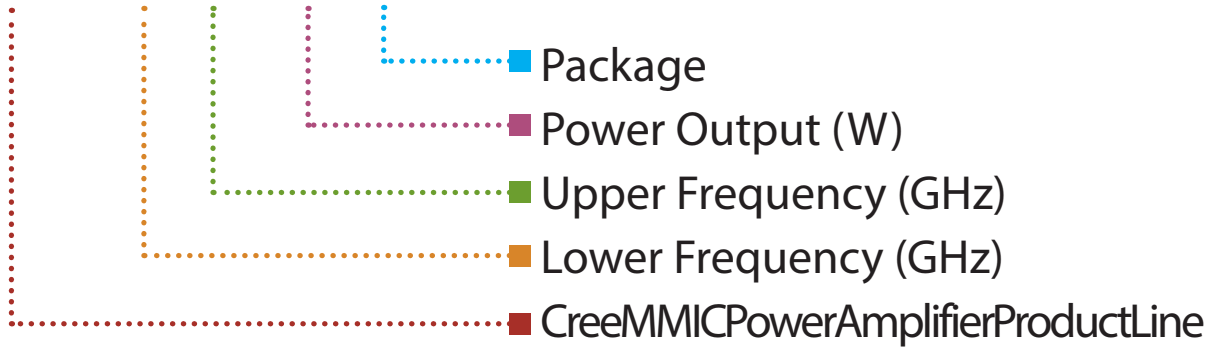 Package
Power Output (W)
Upper Frequency (GHz)
Lower Frequency (GHz)
CreeMMICPowerAmplifierProductLine